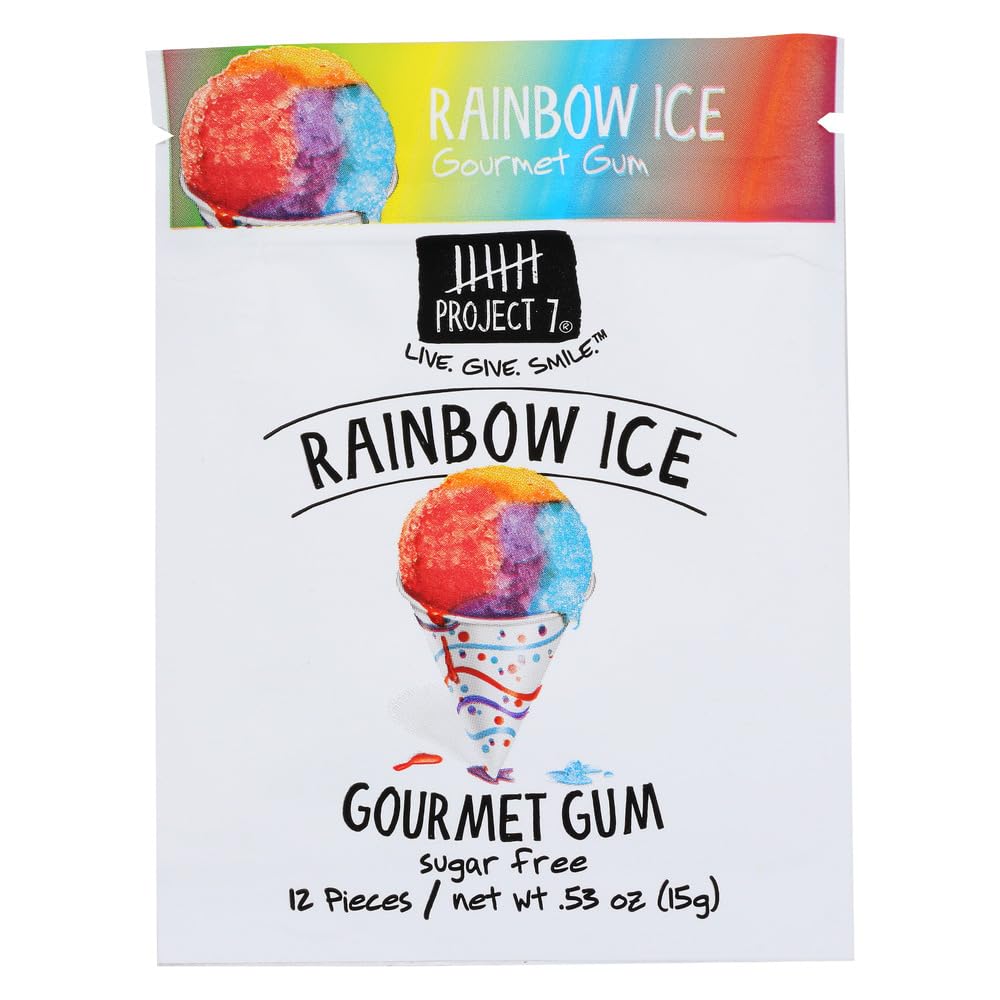 RAINBOW ICE
Gourmet Gum
PROJECT 7®
LIVE. GIVE. SMILE.™
RAINBOW ICE
GOURMET GUM
sugar free
12 Pieces / net wt .53 oz (15g)